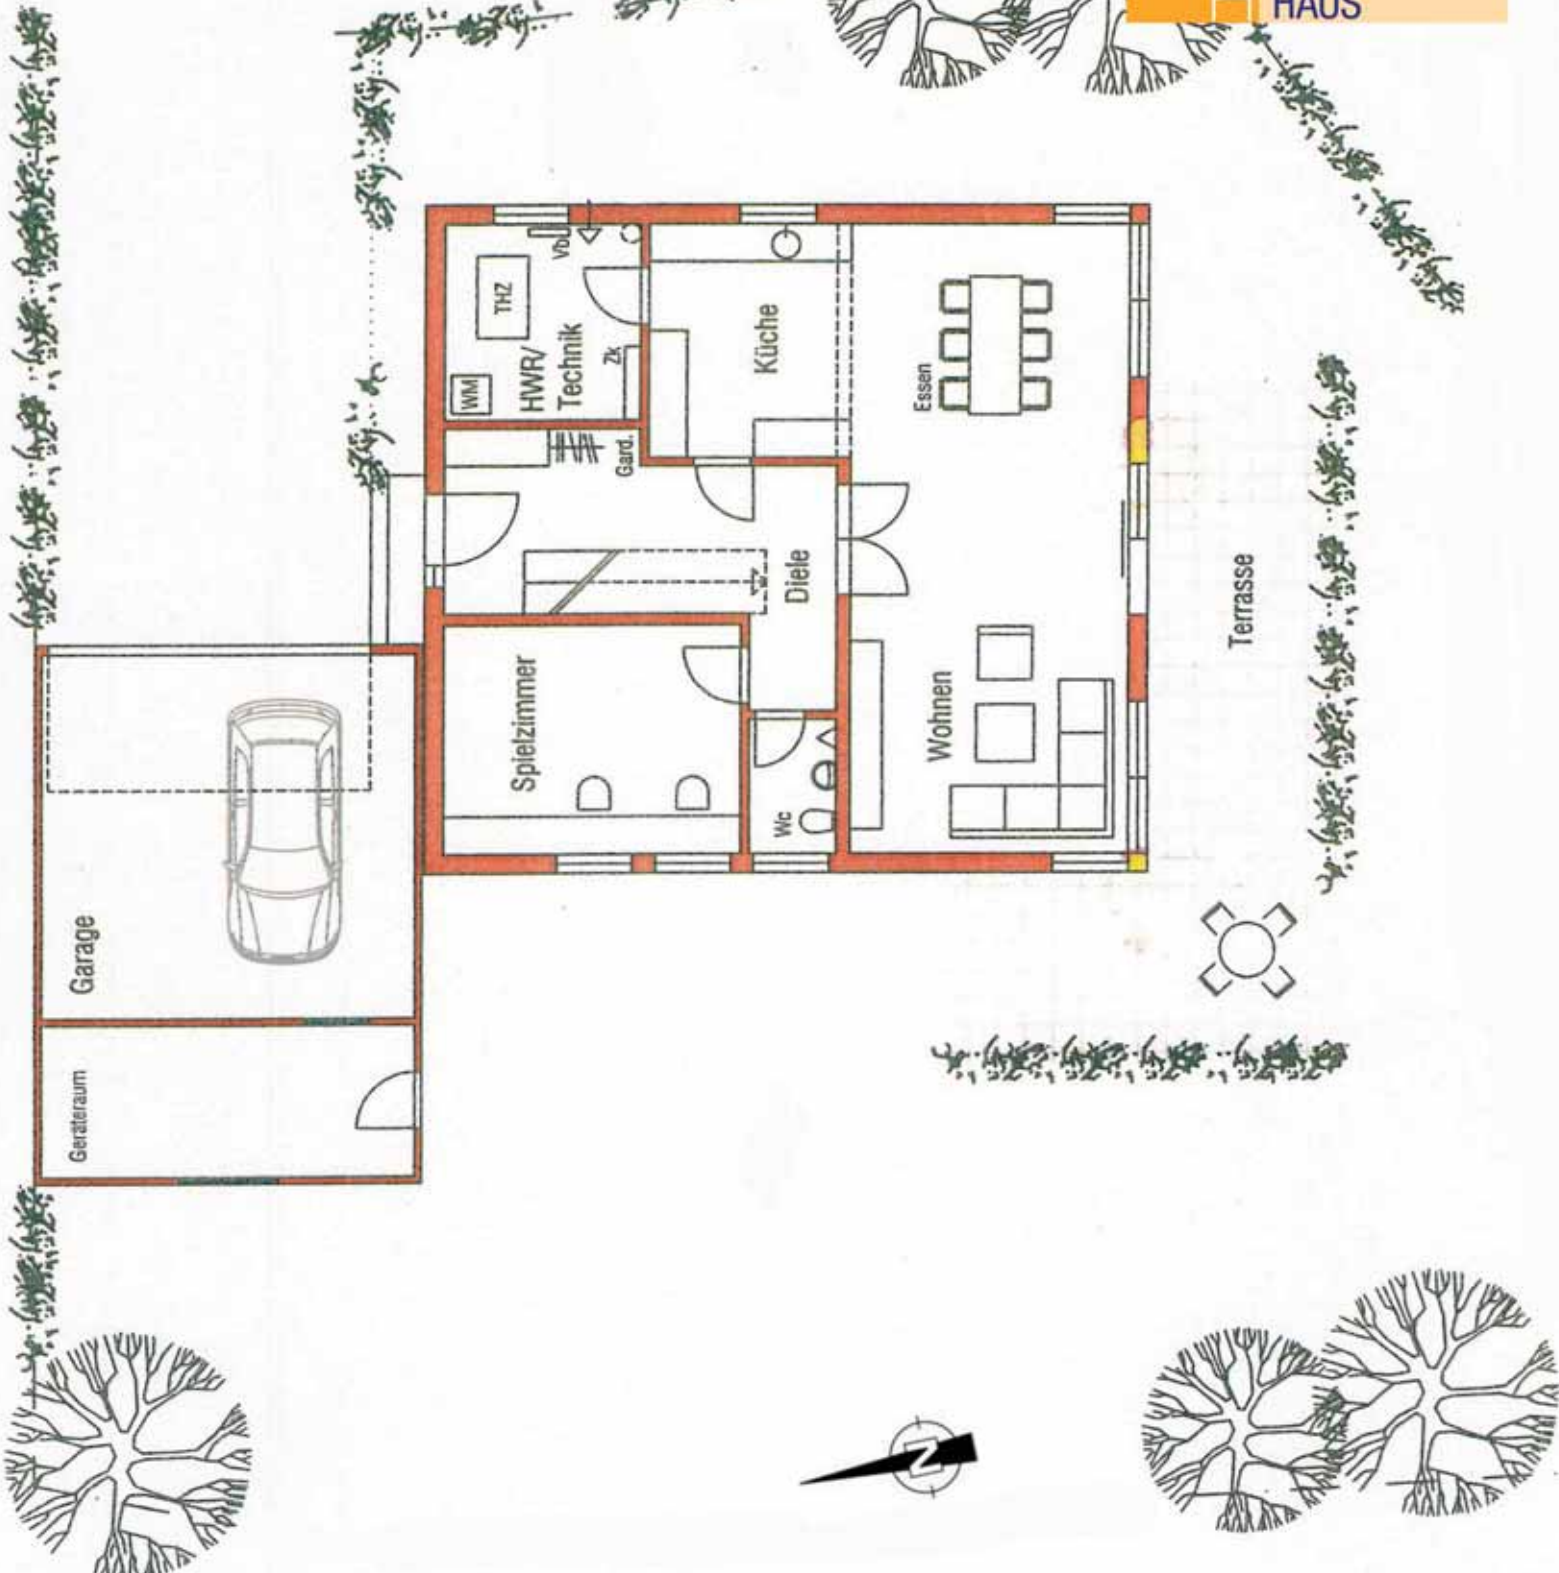 HAUS
THZ
Vb
WM
HWR/
Technik
Zk
Küche
Essen
Gard.
Diele
Terrasse
Spielzimmer
Wohnen
Wc
Garage
Geräteraum
N